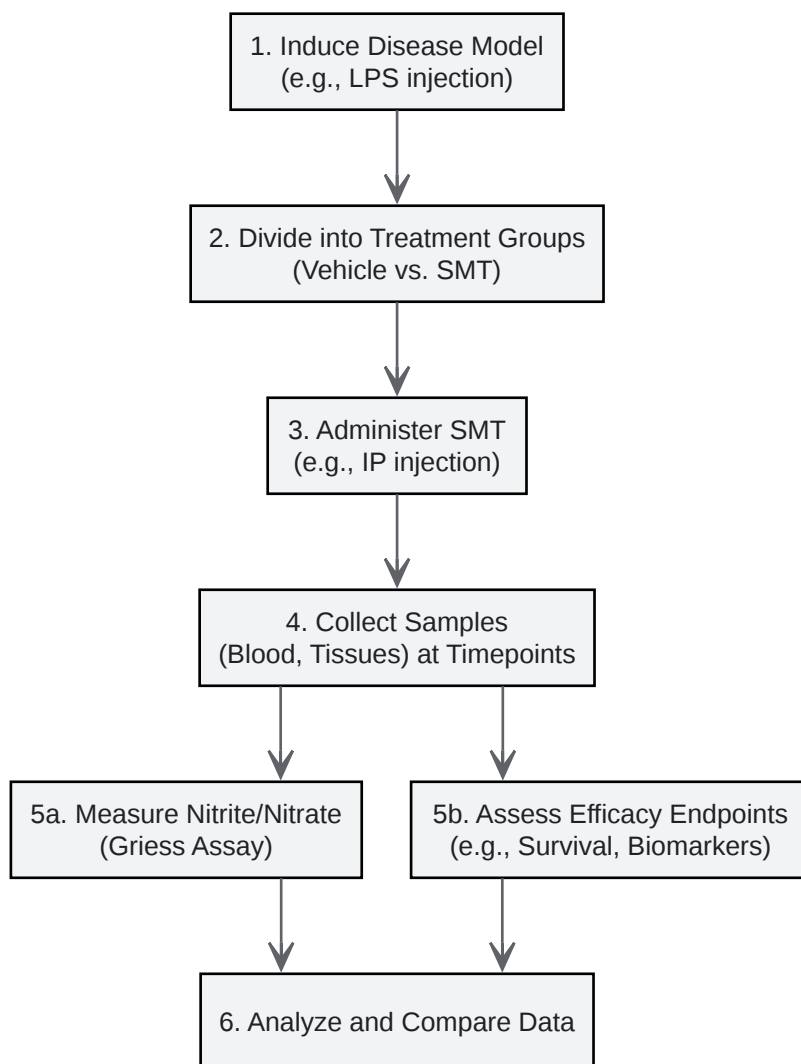 1. Induce Disease Model
(e.g., LPS injection)
2. Divide into Treatment Groups
(Vehicle vs. SMT)
3. Administer SMT
(e.g., IP injection)
4. Collect Samples
(Blood, Tissues) at Timepoints
5a. Measure Nitrite/Nitrate
(Griess Assay)
5b. Assess Efficacy Endpoints
(e.g., Survival, Biomarkers)
6. Analyze and Compare Data